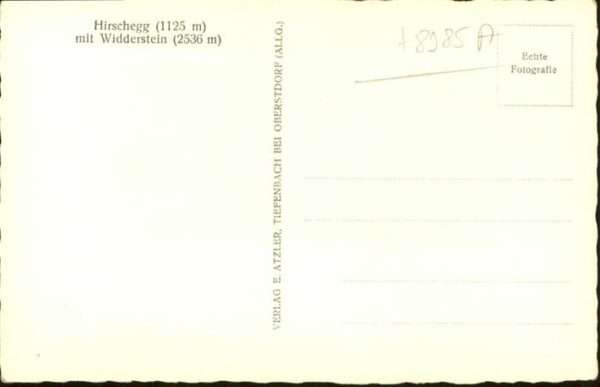 Hirschegg (1125 m)
mit Widderstein (2536 m)
VERLAG E. ATZLER, TIEFENBACH BEI OBERSTDORF (ALLG.)
8985 A
Echte
Fotografie